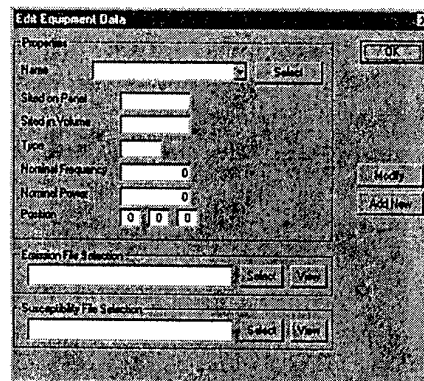 Edit Equipment Data
Properties
OK
Name
Select
Sited on Panel
Sited in Volume
Type
Nominal Frequency 0
Modify
Nominal Power 0
Add New
Position 0 0 0
Emission File Selection
Select View
Susceptibility File Selection
Select View